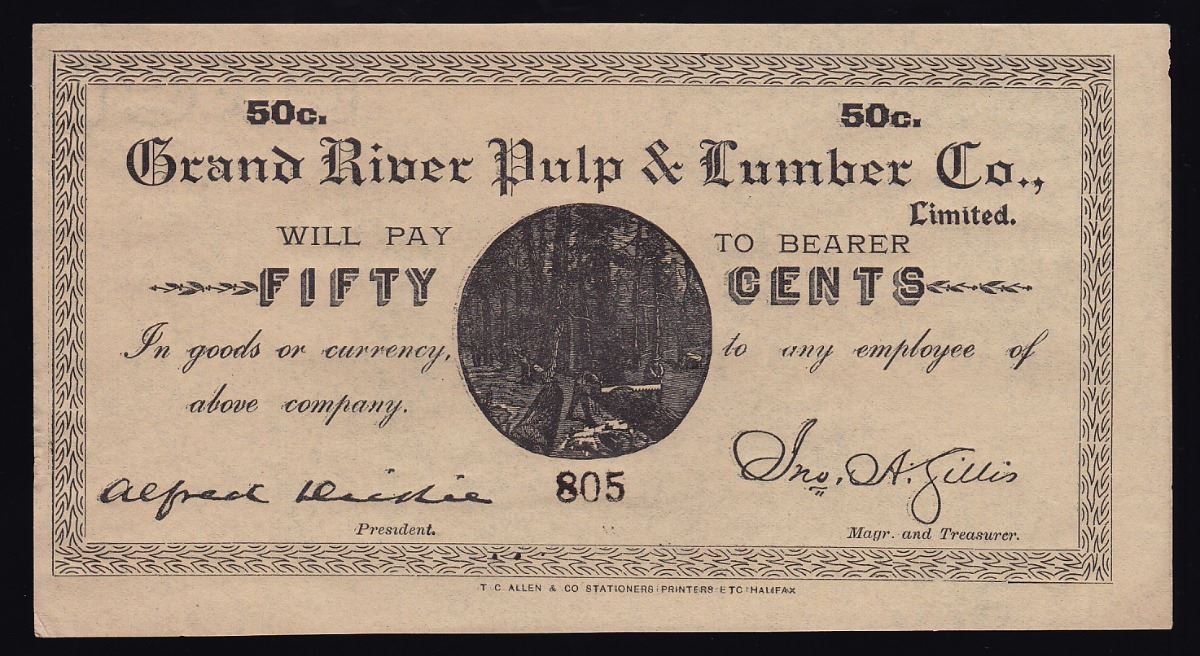 50c. 50c.
Grand River Pulp & Lumber Co.,
Limited.
WILL PAY TO BEARER
FIFTY CENTS
In goods or currency, to any employee of
above company.
Alfred Dickie 805 Jno. A. Gillis
President. Magr. and Treasurer.
T. C. ALLEN & CO STATIONERS PRINTERS ETC HALIFAX